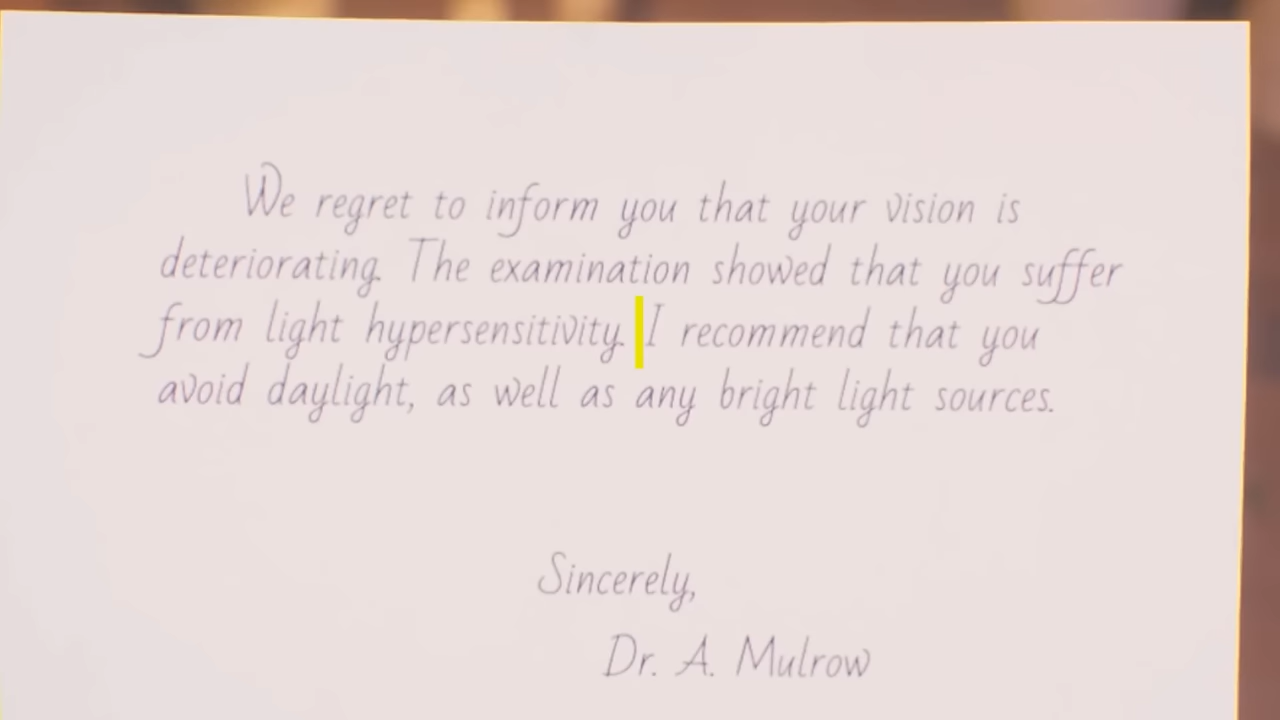 We regret to inform you that your vision is
deteriorating. The examination showed that you suffer
from light hypersensitivity. I recommend that you
avoid daylight, as well as any bright light sources.
Sincerely,
Dr. A. Mulrow